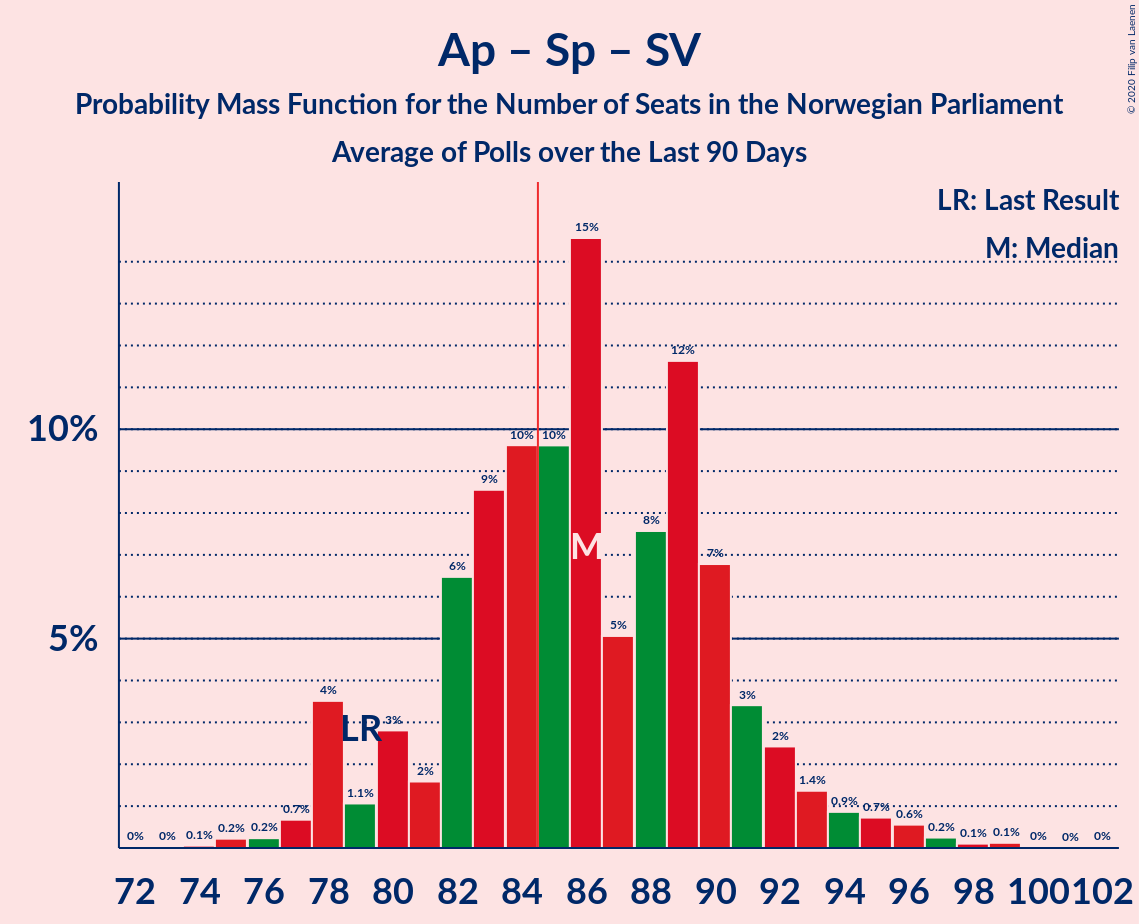 Ap – Sp – SV
Probability Mass Function for the Number of Seats in the Norwegian Parliament
Average of Polls over the Last 90 Days
© 2020 Filip van Laenen
LR: Last Result
M: Median
10%
5%
0% 0% 0.1% 0.2% 0.2% 0.7% 4% 1.1% 3% 2% 6% 9% 10% 10% 15% 5% 8% 12% 7% 3% 2% 1.4% 0.9% 0.7% 0.6% 0.2% 0.1% 0.1% 0% 0% 0%
LR
M
72 74 76 78 80 82 84 86 88 90 92 94 96 98 100 102